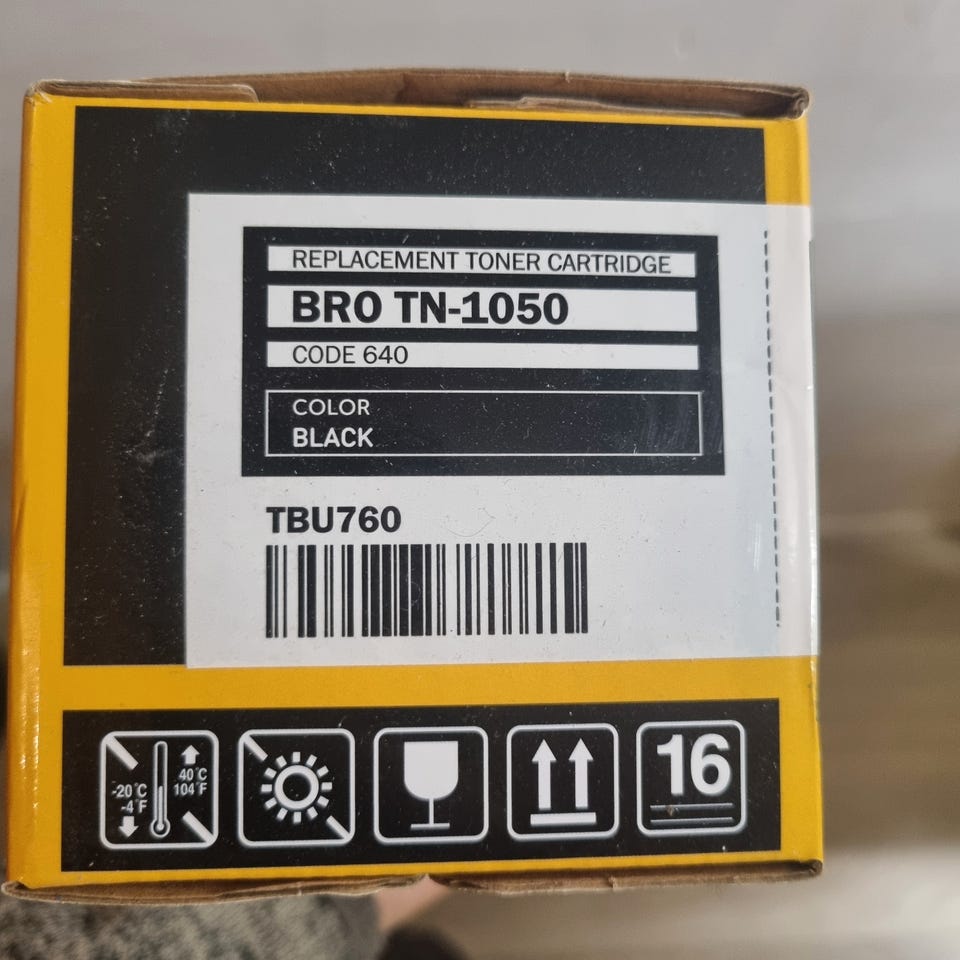 REPLACEMENT TONER CARTRIDGE
BRO TN-1050
CODE 640
COLOR
BLACK
TBU760
40°C
104°F
-20°C
-4°F
16